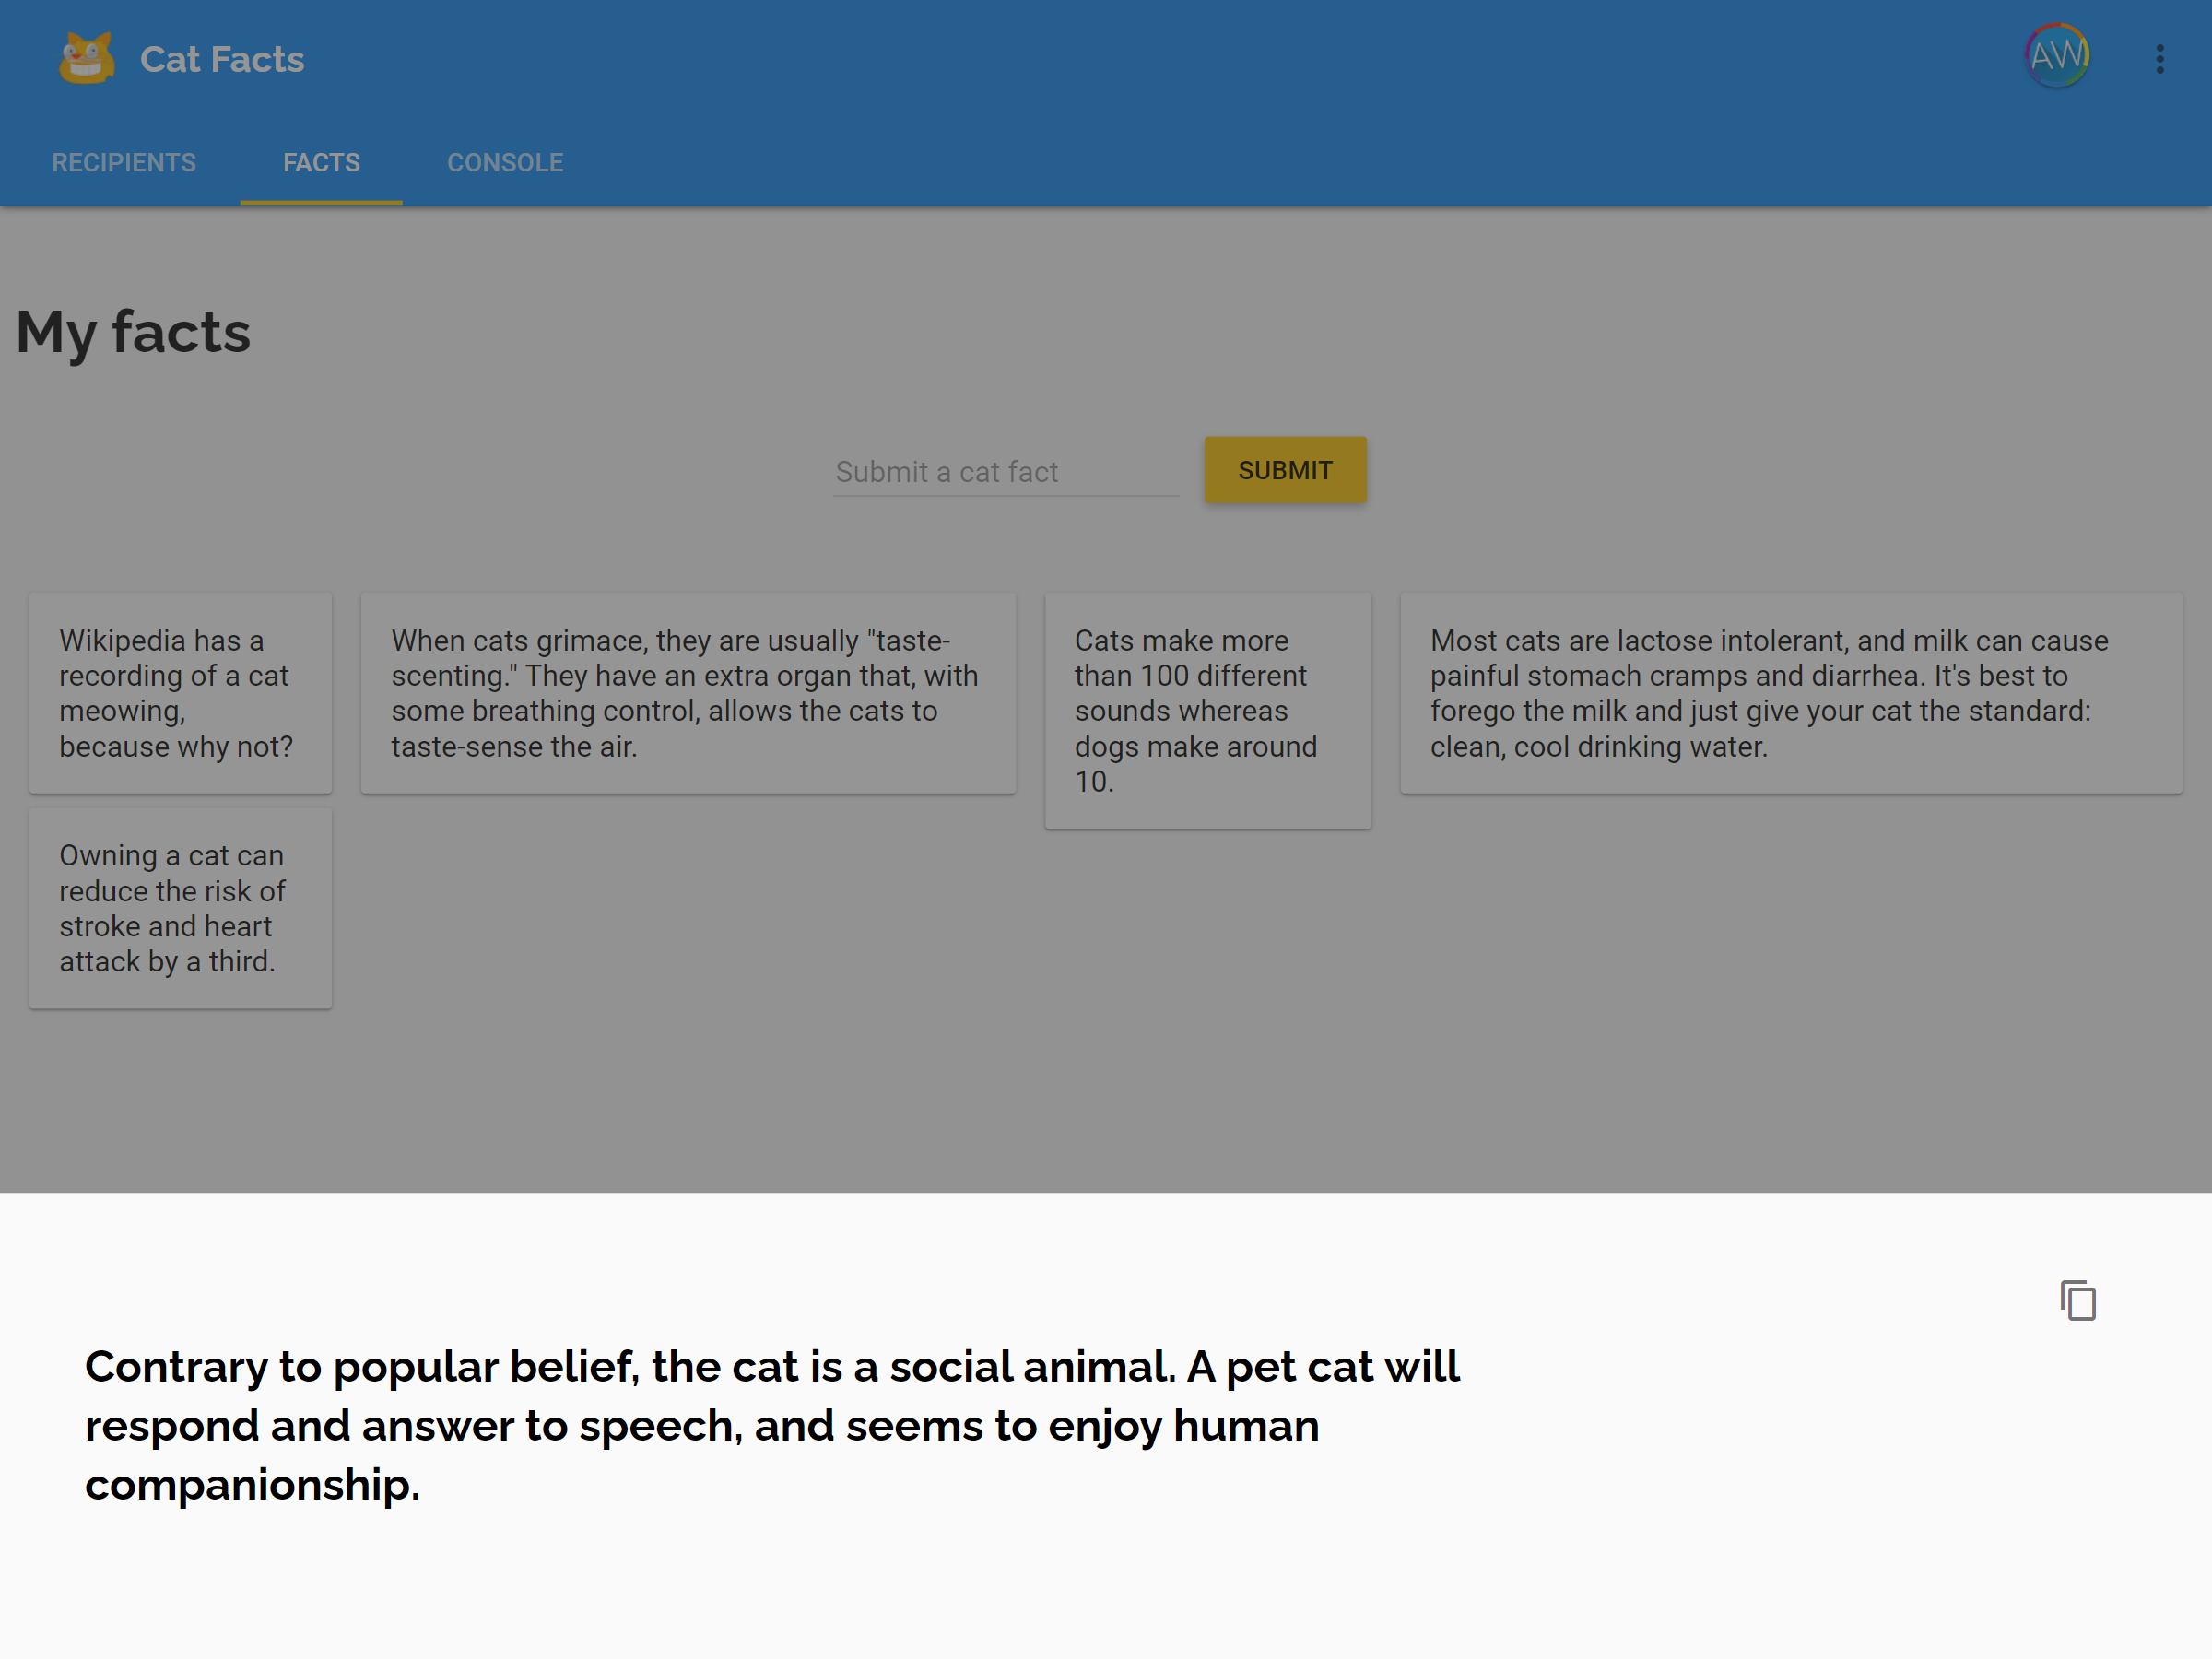 Cat Facts
AW
RECIPIENTS
FACTS
CONSOLE
My facts
Submit a cat fact
SUBMIT
Wikipedia has a
recording of a cat
meowing,
because why not?
When cats grimace, they are usually "taste-
scenting." They have an extra organ that, with
some breathing control, allows the cats to
taste-sense the air.
Cats make more
than 100 different
sounds whereas
dogs make around
10.
Most cats are lactose intolerant, and milk can cause
painful stomach cramps and diarrhea. It's best to
forego the milk and just give your cat the standard:
clean, cool drinking water.
Owning a cat can
reduce the risk of
stroke and heart
attack by a third.
Contrary to popular belief, the cat is a social animal. A pet cat will
respond and answer to speech, and seems to enjoy human
companionship.